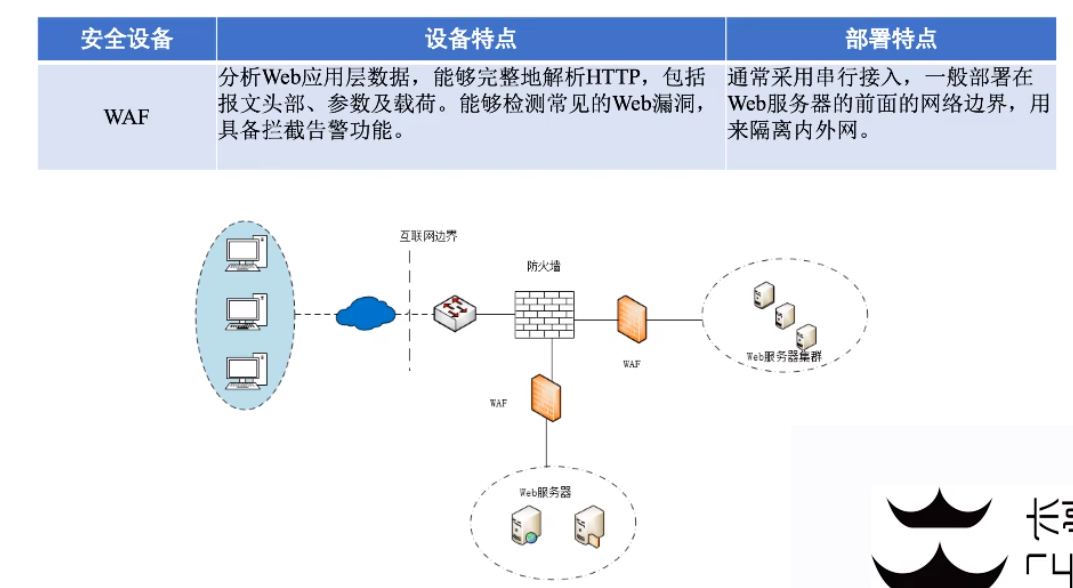 安全设备
设备特点
部署特点
WAF
分析Web应用层数据，能够完整地解析HTTP，包括
报文头部、参数及载荷。能够检测常见的Web漏洞，
具备拦截告警功能。
通常采用串行接入，一般部署在
Web服务器的前面的网络边界，用
来隔离内外网。
互联网边界
防火墙
WAF
Web服务器集群
WAF
Web服务器
长